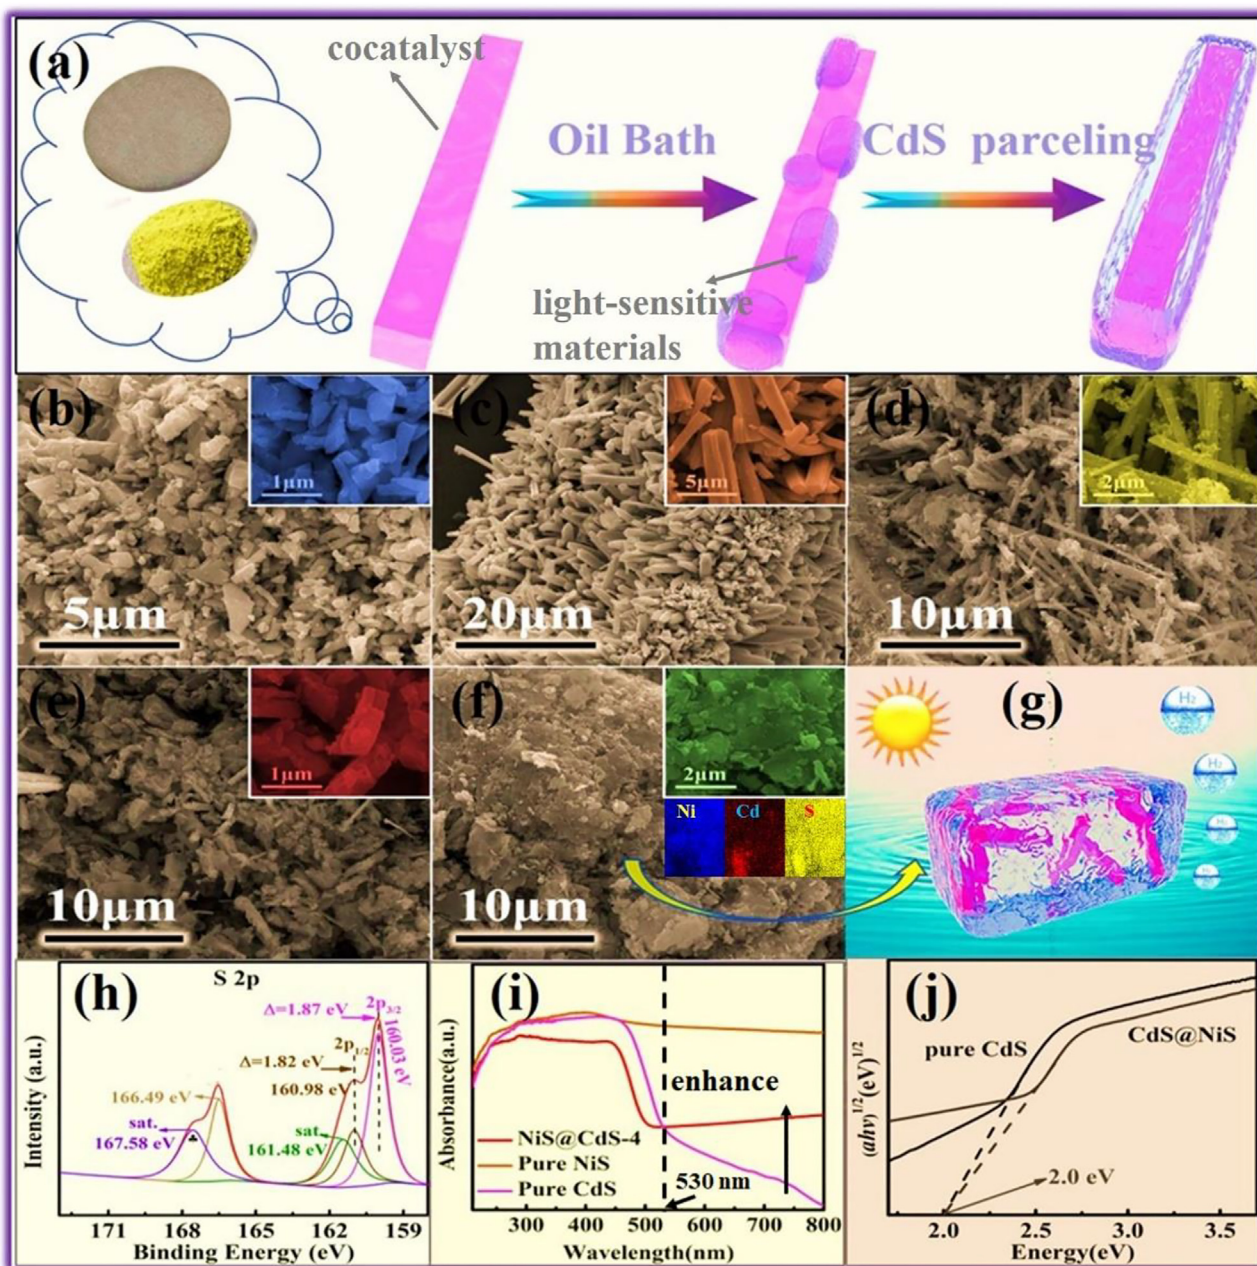 (a)
cocatalyst
Oil Bath
CdS parceling
light-sensitive
materials
(b)
1μm
5μm
(c)
5μm
20μm
(d)
2μm
10μm
(e)
1μm
10μm
(f)
2μm
Ni
Cd
S
10μm
(g)
H₂
H₂
H₂
H₂
(h)
S 2p
Δ=1.87 eV
2p3/2
160.03 eV
2p1/2
Δ=1.82 eV
160.98 eV
166.49 eV
sat.
167.58 eV
sat.
161.48 eV
Intensity (a.u.)
171
168
165
162
159
Binding Energy (eV)
(i)
enhance
NiS@CdS-4
Pure NiS
Pure CdS
530 nm
Absorbance(a.u.)
300
400
500
600
700
800
Wavelength(nm)
(j)
pure CdS
CdS@NiS
2.0 eV
(ahν)1/2(eV)1/2
2.0
2.5
3.0
3.5
Energy(eV)